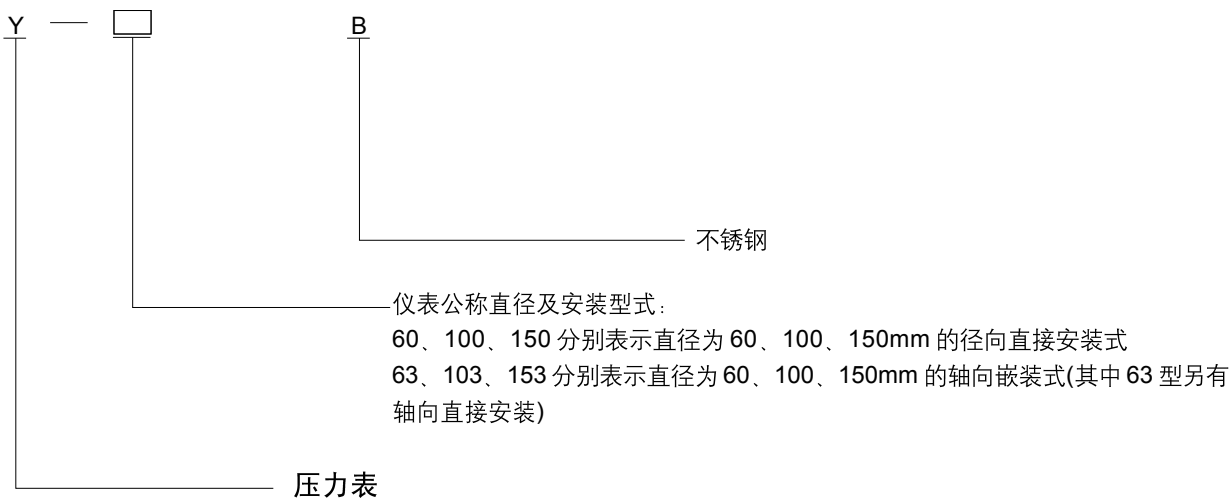 Y — □ B
不锈钢
仪表公称直径及安装型式：
60、100、150 分别表示直径为 60、100、150mm 的径向直接安装式
63、103、153 分别表示直径为 60、100、150mm 的轴向嵌装式(其中 63 型另有
轴向直接安装)
压力表